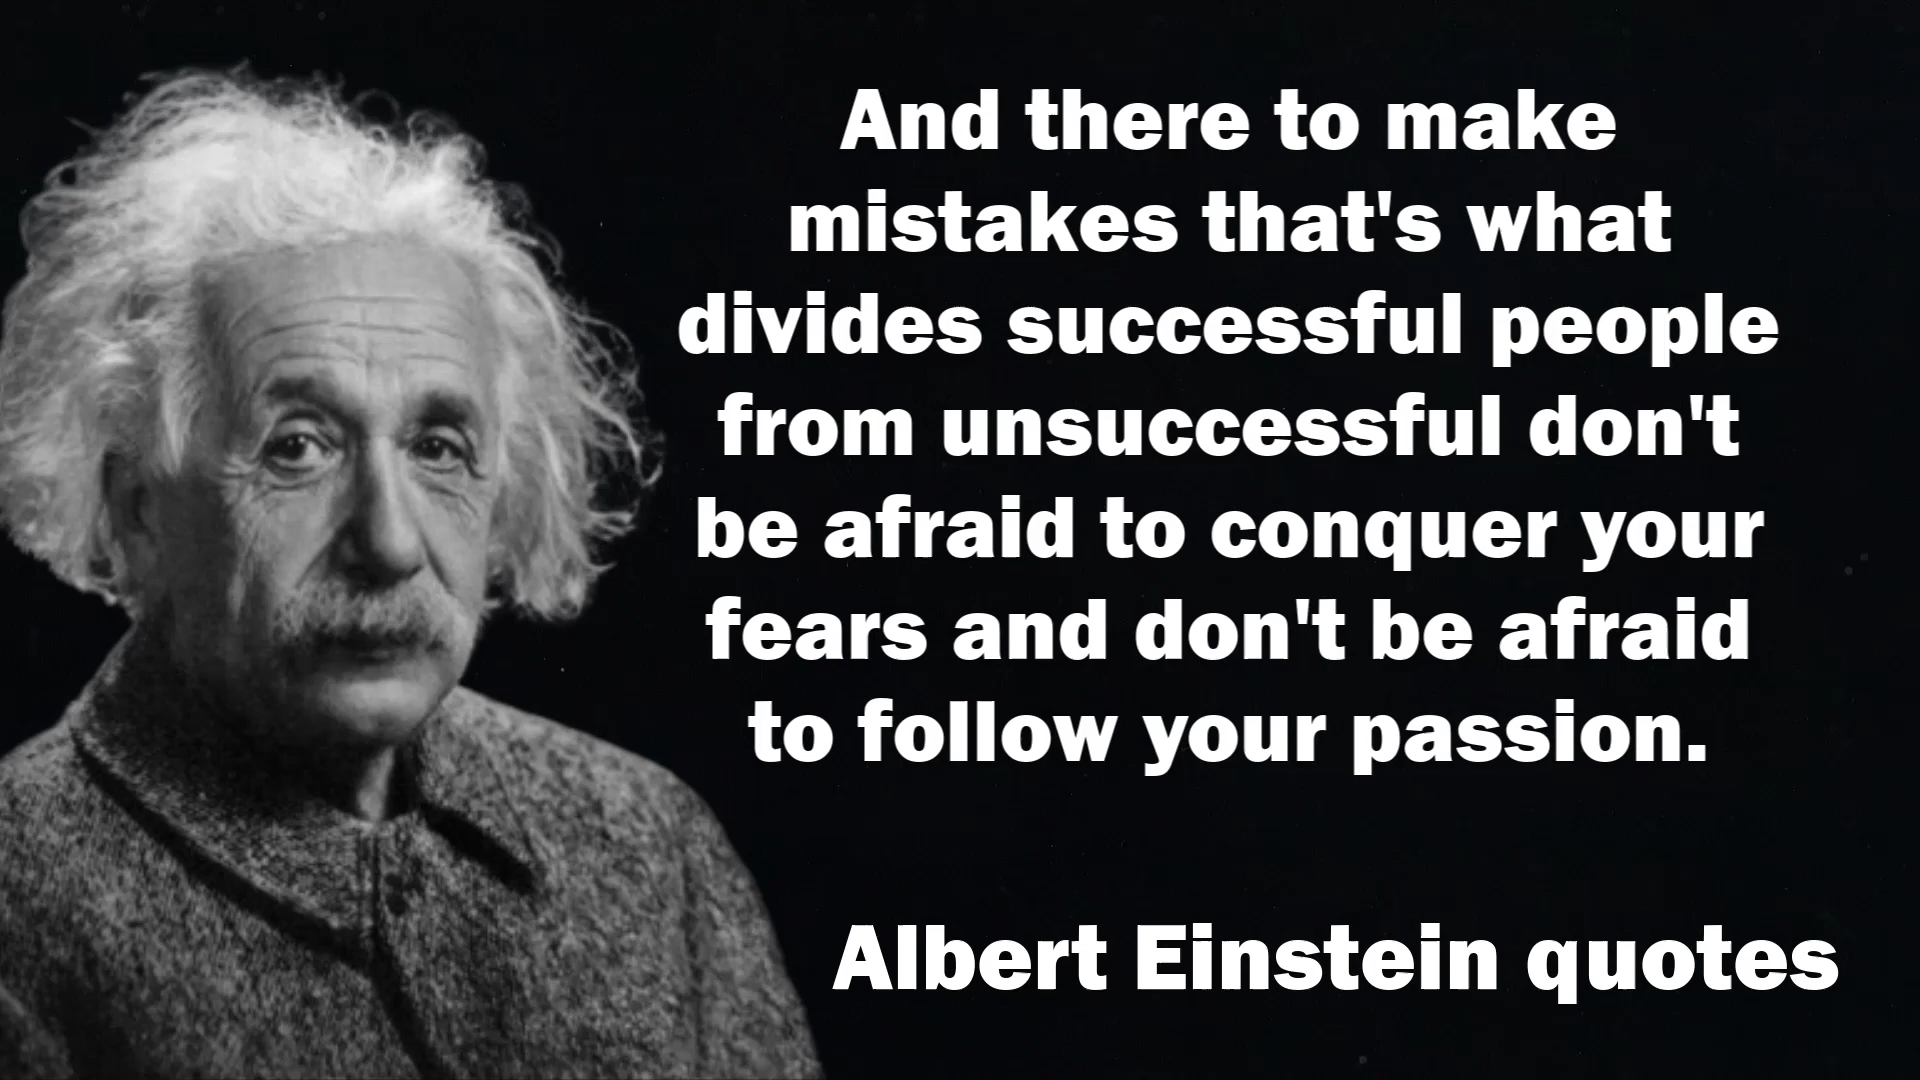 And there to make
mistakes that's what
divides successful people
from unsuccessful don't
be afraid to conquer your
fears and don't be afraid
to follow your passion.
Albert Einstein quotes